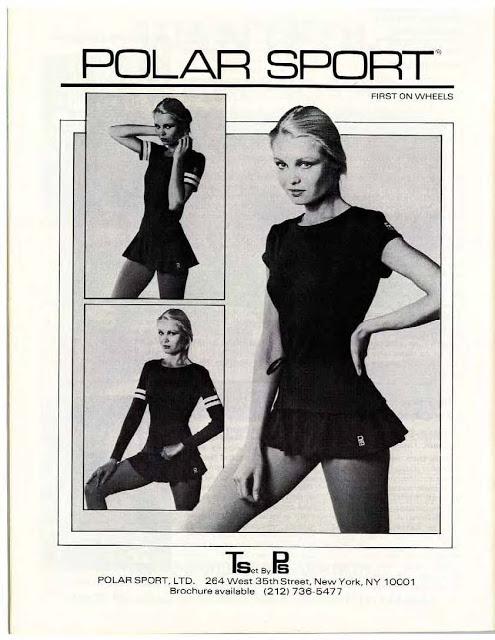 POLAR SPORT®
FIRST ON WHEELS
Ts et By Ps
POLAR SPORT, LTD. 264 West 35th Street, New York, NY 10001
Brochure available (212) 736-5477